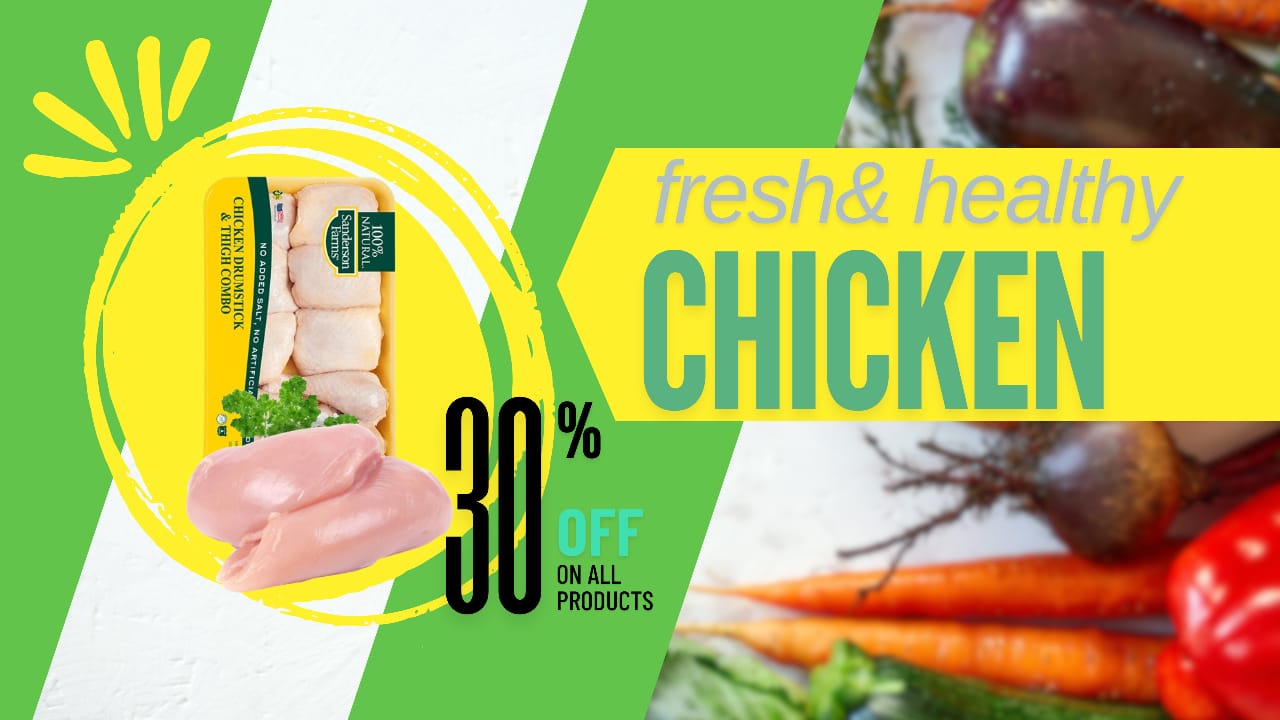 fresh& healthy
CHICKEN
30%
OFF
ON ALL
PRODUCTS
100%
NATURAL
Sanderson
Farms
CHICKEN DRUMSTICK
& THIGH COMBO
NO ADDED SALT, NO ARTIFICI